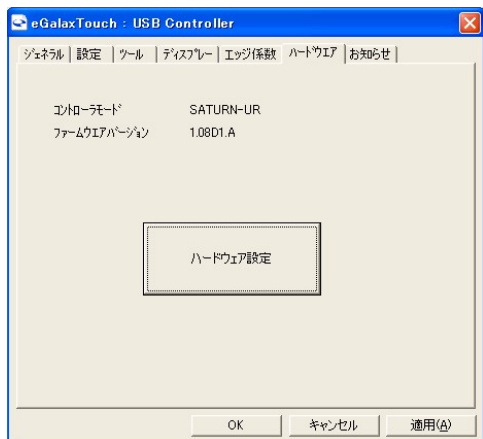 eGalaxTouch : USB Controller
ジェネラル 設定 ツール ディスプレー エッジ係数 ハードウエア お知らせ
コントローラモード SATURN-UR
ファームウエアバージョン 1.08D1.A
ハードウェア設定
OK キャンセル 適用(A)